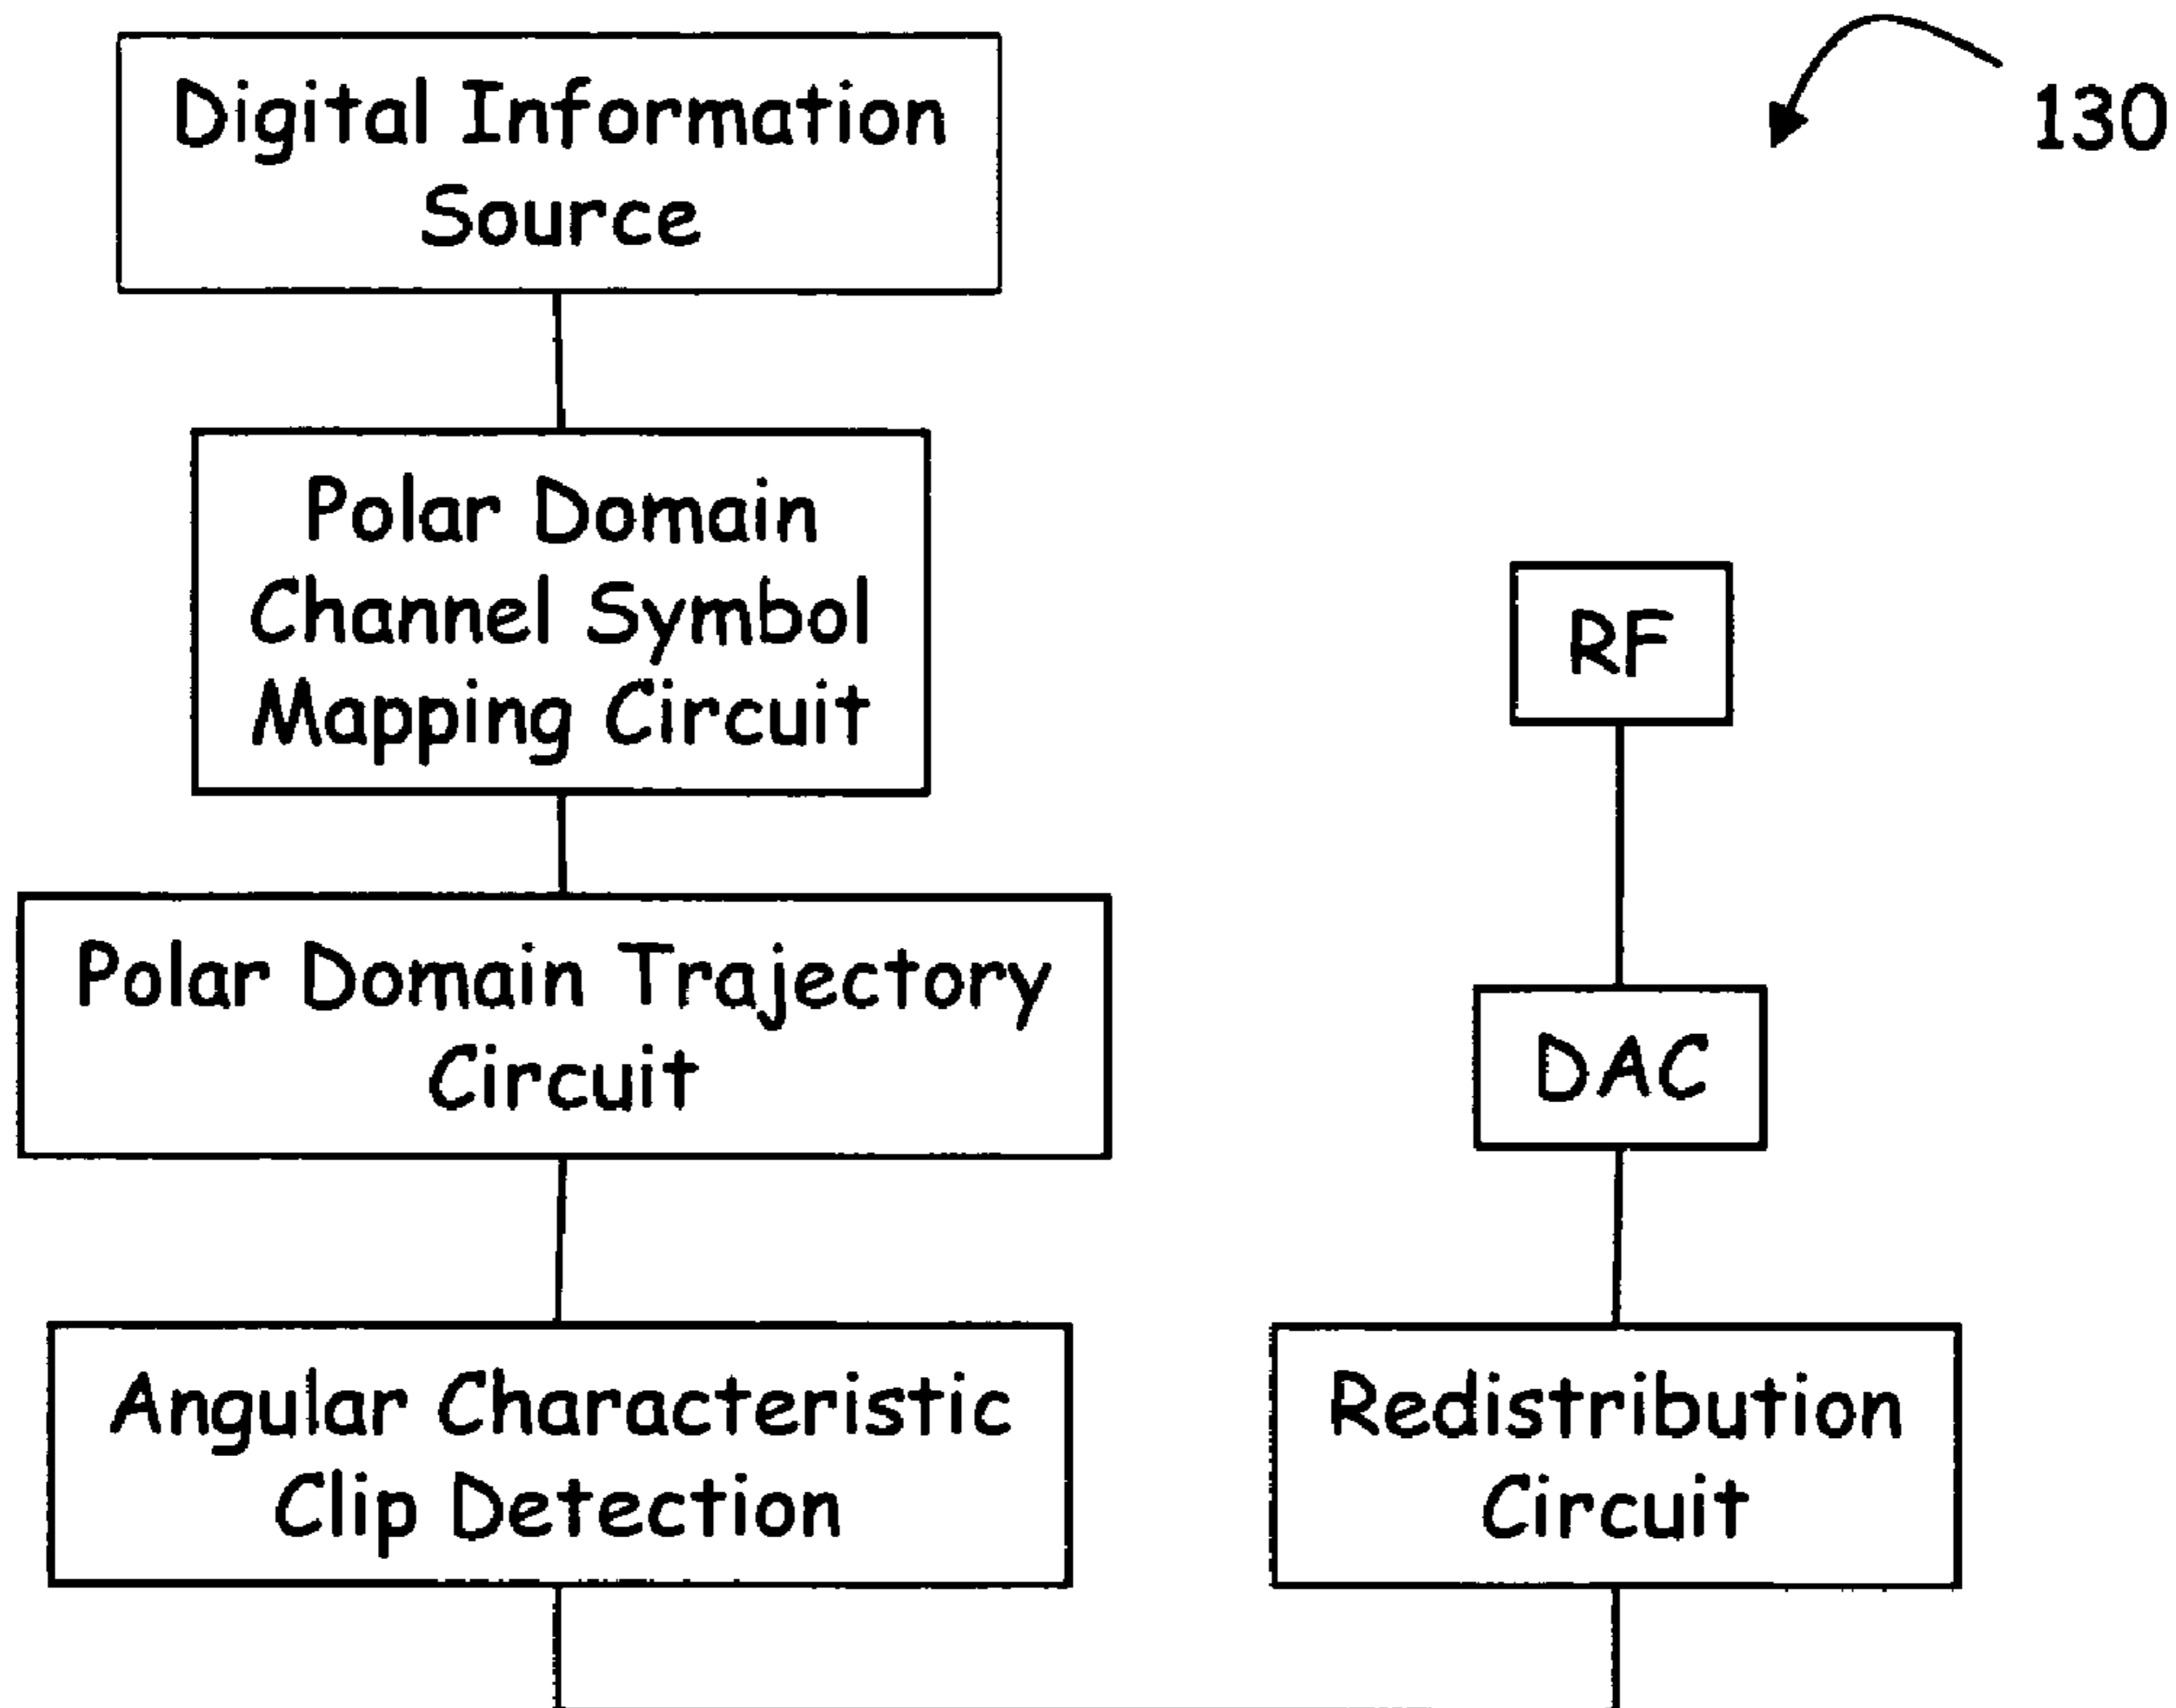 Digital Information
Source
130
Polar Domain
Channel Symbol
Mapping Circuit
RF
Polar Domain Trajectory
Circuit
DAC
Angular Characteristic
Clip Detection
Redistribution
Circuit